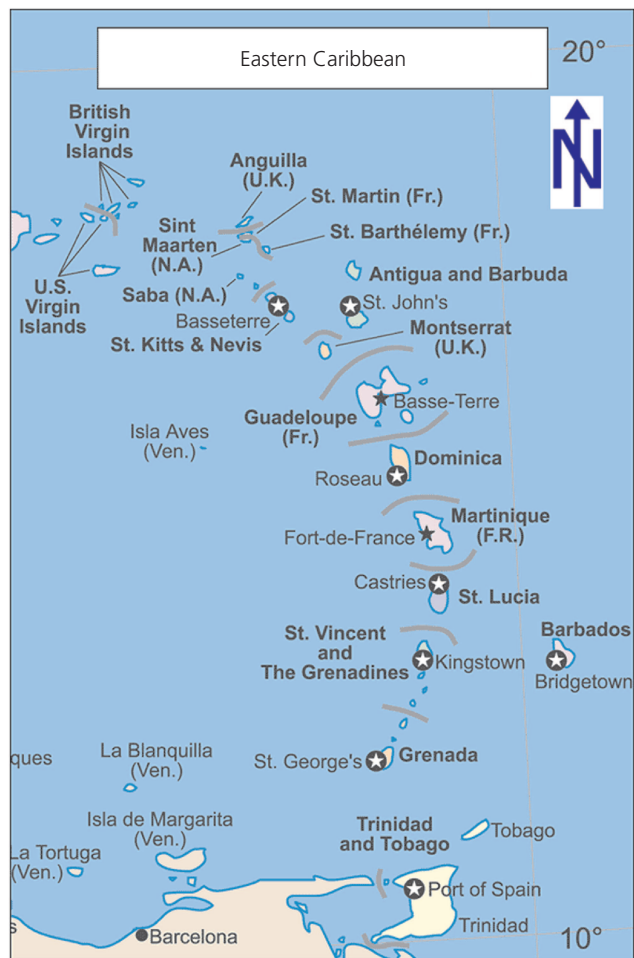 Eastern Caribbean
20°
N
British
Virgin
Islands
Anguilla
(U.K.)
St. Martin (Fr.)
Sint
Maarten
(N.A.)
St. Barthélemy (Fr.)
U.S.
Virgin
Islands
Saba (N.A.)
Antigua and Barbuda
St. John's
Basseterre
St. Kitts & Nevis
Montserrat
(U.K.)
Basse-Terre
Guadeloupe
(Fr.)
Isla Aves
(Ven.)
Dominica
Roseau
Martinique
(F.R.)
Fort-de-France
Castries
St. Lucia
St. Vincent
and
The Grenadines
Kingstown
Barbados
Bridgetown
ques
La Blanquilla
(Ven.)
St. George's
Grenada
Isla de Margarita
(Ven.)
Trinidad
and Tobago
Tobago
La Tortuga
(Ven.)
Port of Spain
Trinidad
s
Barcelona
10°